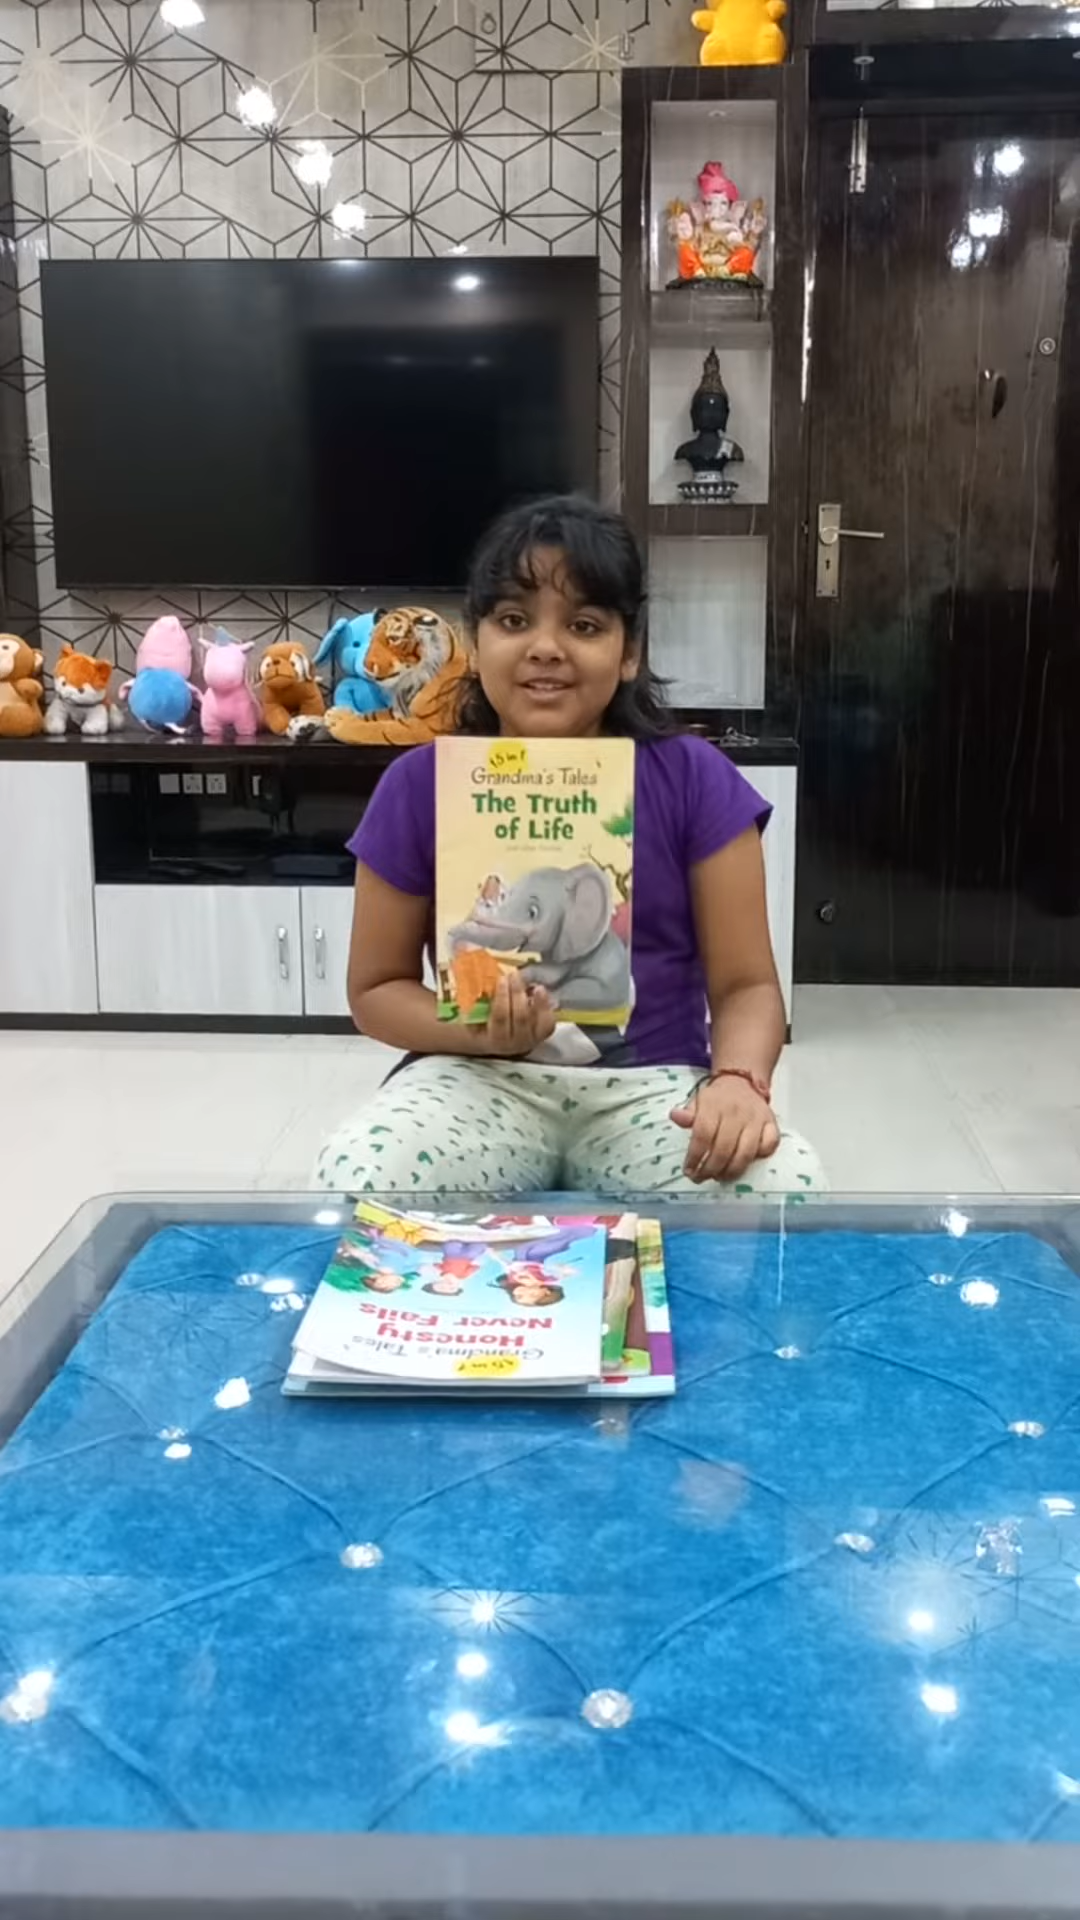 15 in 1
Grandma's Tales
The Truth
of Life
15 in 1
Grandma's Tales
Honesty
Never Fails